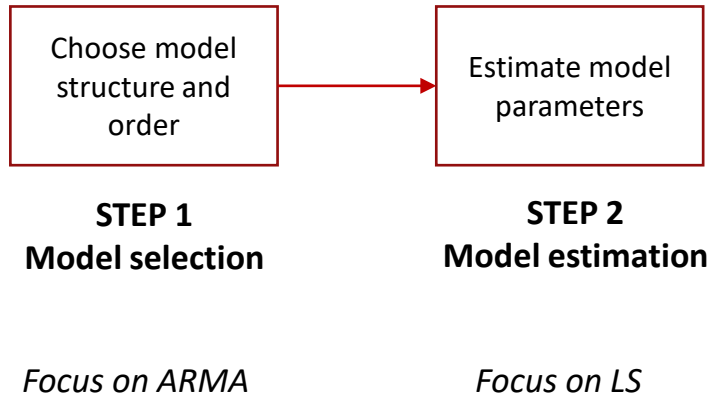 Choose model
structure and
order
Estimate model
parameters
STEP 1
Model selection
STEP 2
Model estimation
Focus on ARMA
Focus on LS